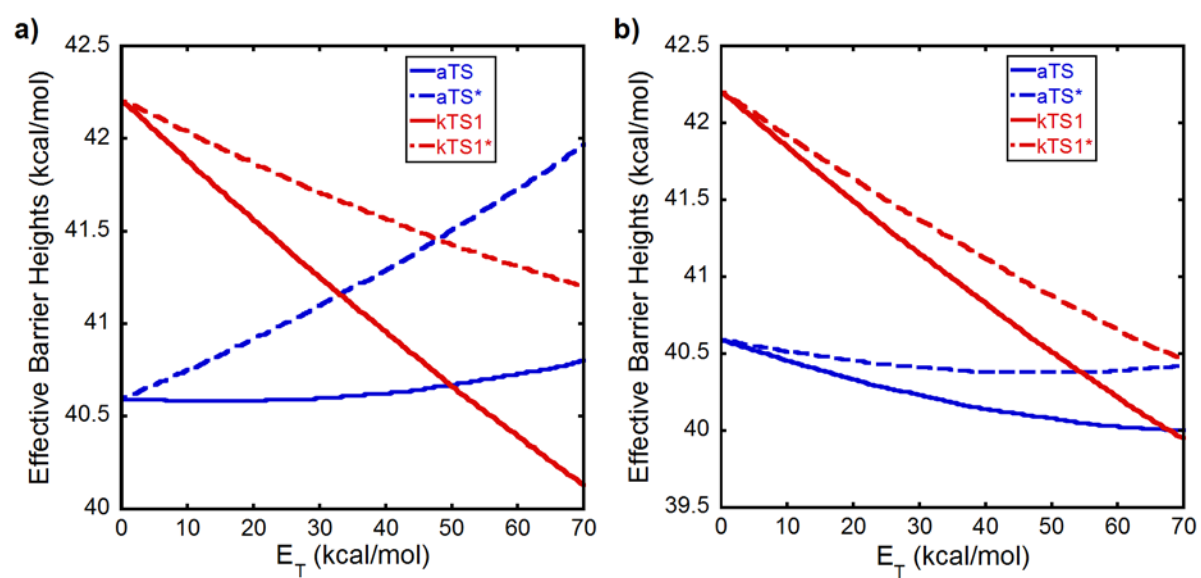 a)
Effective Barrier Heights (kcal/mol)
42.5
42
41.5
41
40.5
40
aTS
aTS*
kTS1
kTS1*
0 10 20 30 40 50 60 70
E_T (kcal/mol)
b)
Effective Barrier Heights (kcal/mol)
42.5
42
41.5
41
40.5
40
39.5
aTS
aTS*
kTS1
kTS1*
0 10 20 30 40 50 60 70
E_T (kcal/mol)